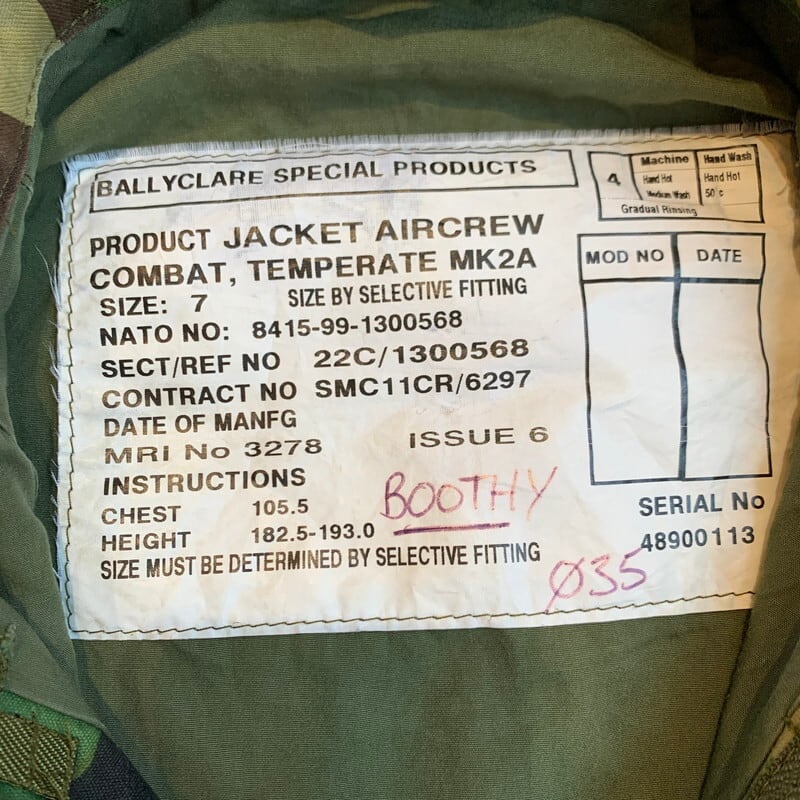 BALLYCLARE SPECIAL PRODUCTS
4
Machine
Hand Hot
Medium Wash
Hand Wash
Hand Hot
50°c
Gradual Rinsing
PRODUCT JACKET AIRCREW
COMBAT, TEMPERATE MK2A
SIZE: 7 SIZE BY SELECTIVE FITTING
NATO NO: 8415-99-1300568
SECT/REF NO 22C/1300568
CONTRACT NO SMC11CR/6297
DATE OF MANFG
MRI No 3278 ISSUE 6
INSTRUCTIONS
CHEST 105.5
HEIGHT 182.5-193.0
SIZE MUST BE DETERMINED BY SELECTIVE FITTING
BOOTHY
Ø35
MOD NO DATE
SERIAL No
48900113